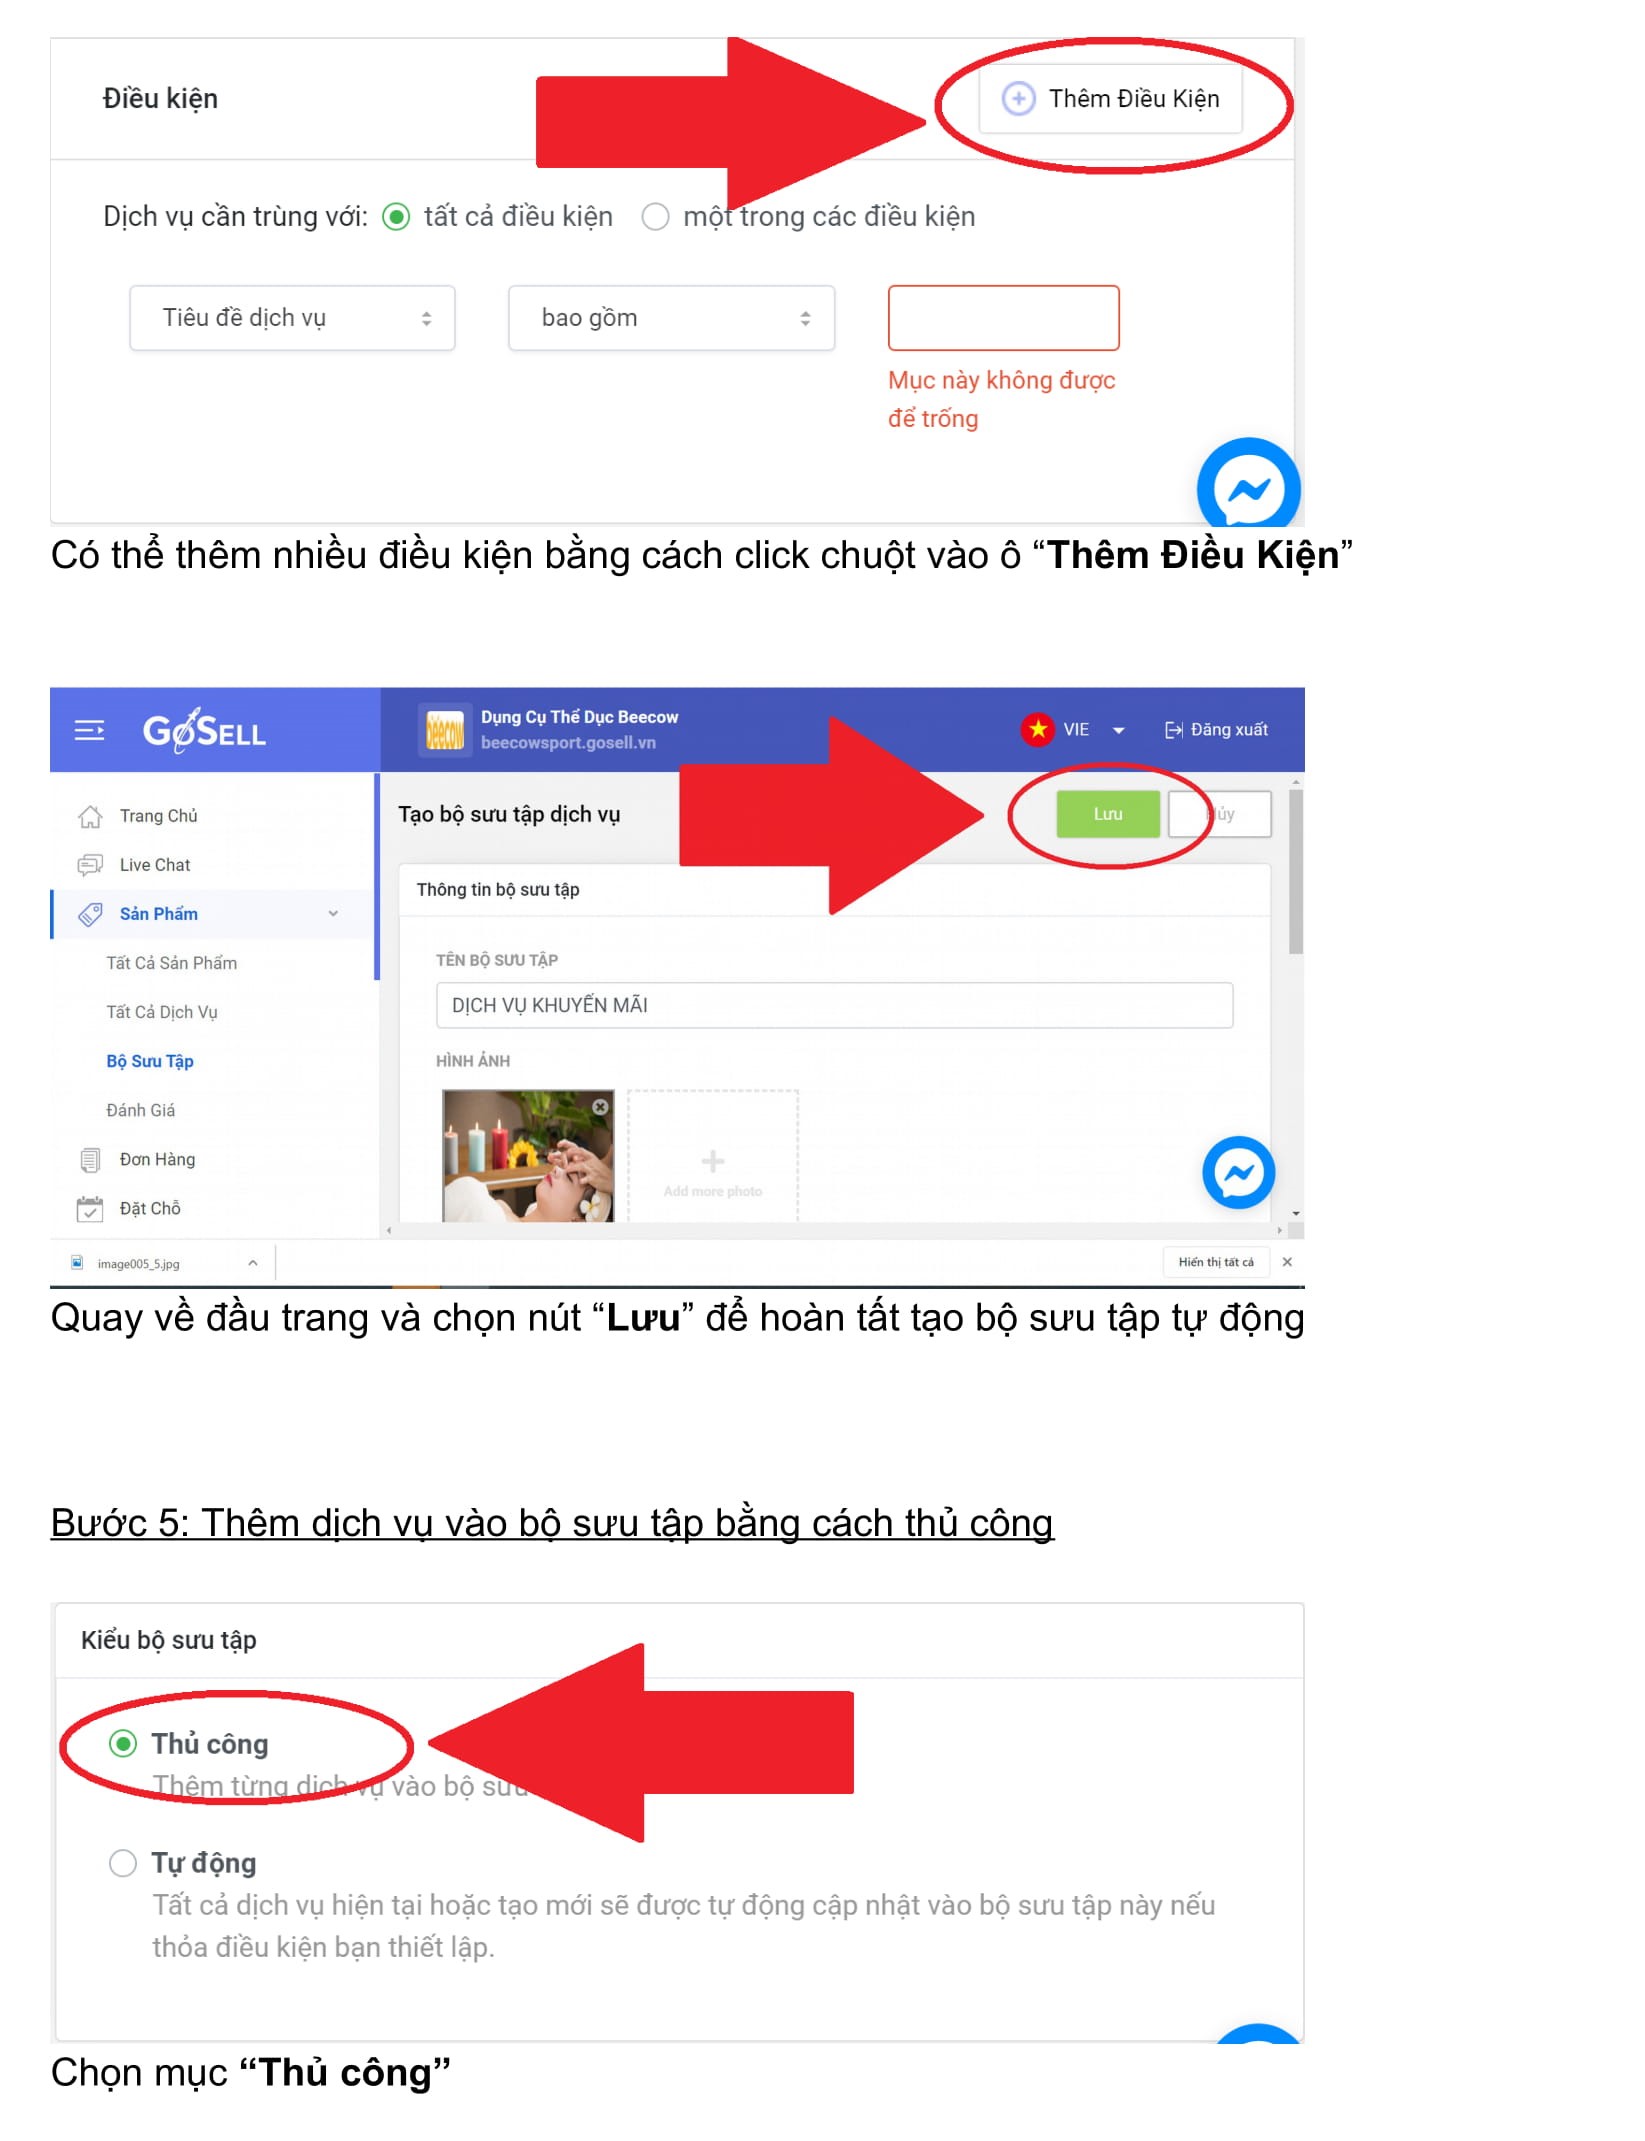 Điều kiện
Thêm Điều Kiện
Dịch vụ cần trùng với: tất cả điều kiện một trong các điều kiện
Tiêu đề dịch vụ
bao gồm
Mục này không được
để trống
Có thể thêm nhiều điều kiện bằng cách click chuột vào ô “Thêm Điều Kiện”
GoSELL
beecow
Dụng Cụ Thể Dục Beecow
beecowsport.gosell.vn
VIE
Đăng xuất
Trang Chủ
Live Chat
Sản Phẩm
Tất Cả Sản Phẩm
Tất Cả Dịch Vụ
Bộ Sưu Tập
Đánh Giá
Đơn Hàng
Đặt Chỗ
Tạo bộ sưu tập dịch vụ
Lưu
Hủy
Thông tin bộ sưu tập
TÊN BỘ SƯU TẬP
DỊCH VỤ KHUYẾN MÃI
HÌNH ẢNH
Add more photo
image005_5.jpg
Hiển thị tất cả
Quay về đầu trang và chọn nút “Lưu” để hoàn tất tạo bộ sưu tập tự động
Bước 5: Thêm dịch vụ vào bộ sưu tập bằng cách thủ công
Kiểu bộ sưu tập
Thủ công
Thêm từng dịch vụ vào bộ sưu
Tự động
Tất cả dịch vụ hiện tại hoặc tạo mới sẽ được tự động cập nhật vào bộ sưu tập này nếu
thỏa điều kiện bạn thiết lập.
Chọn mục “Thủ công”